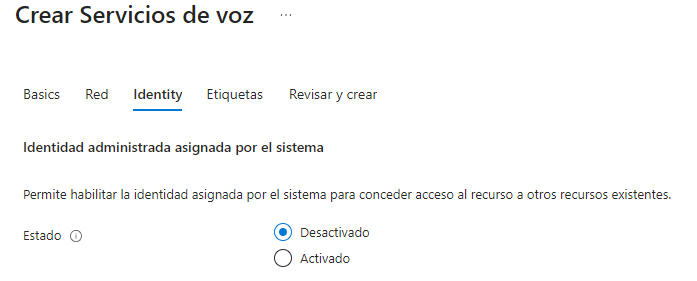 Crear Servicios de voz ...
Basics Red Identity Etiquetas Revisar y crear
Identidad administrada asignada por el sistema
Permite habilitar la identidad asignada por el sistema para conceder acceso al recurso a otros recursos existentes.
Estado Desactivado
Activado